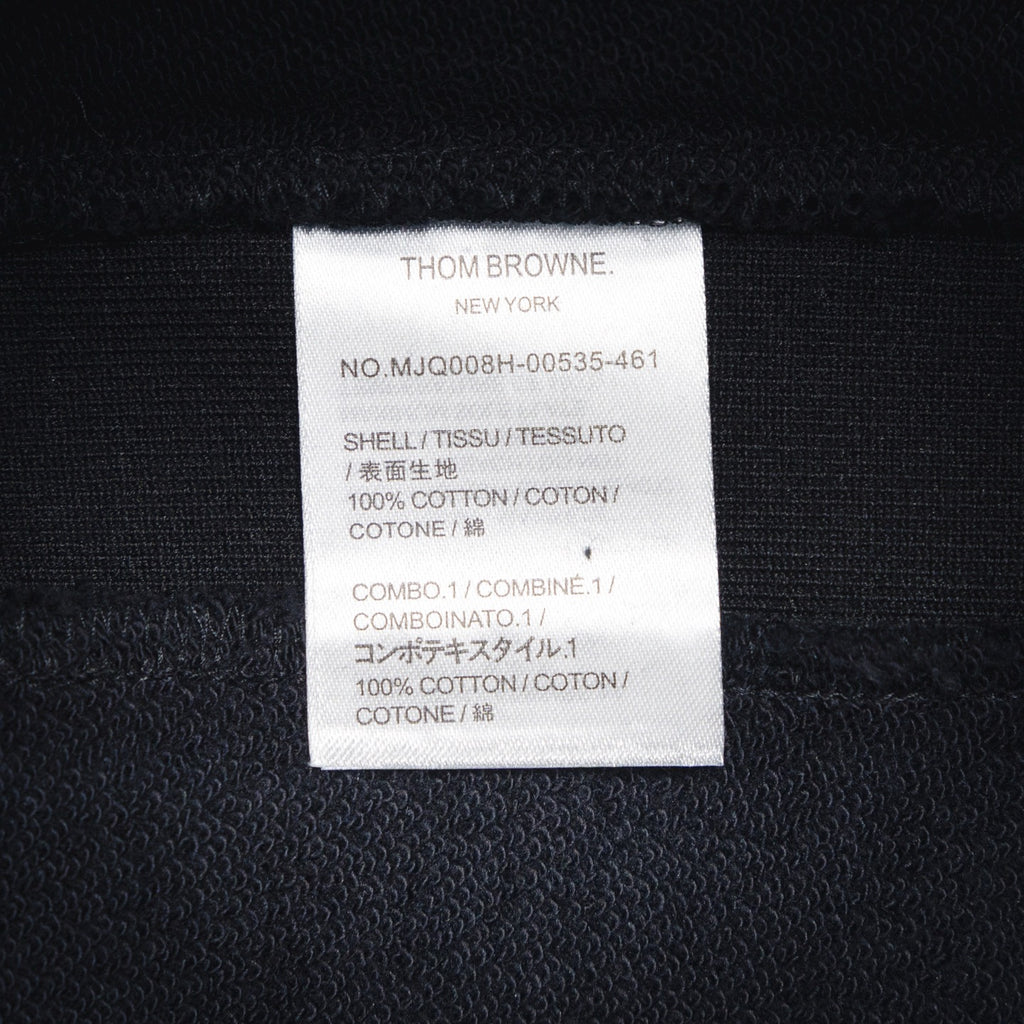 THOM BROWNE.
NEW YORK
NO.MJQ008H-00535-461
SHELL / TISSU / TESSUTO
/ 表面生地
100% COTTON / COTON /
COTONE / 綿
COMBO.1 / COMBINÉ.1 /
COMBOINATO.1 /
コンポテキスタイル.1
100% COTTON / COTON /
COTONE / 綿